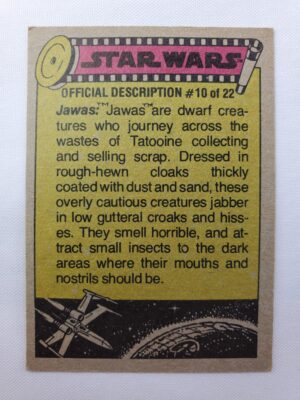 STAR WARS
OFFICIAL DESCRIPTION #10 of 22
Jawas:™ Jawas™ are dwarf crea-
tures who journey across the
wastes of Tatooine collecting
and selling scrap. Dressed in
rough-hewn cloaks thickly
coated with dust and sand, these
overly cautious creatures jabber
in low gutteral croaks and hiss-
es. They smell horrible, and at-
tract small insects to the dark
areas where their mouths and
nostrils should be.